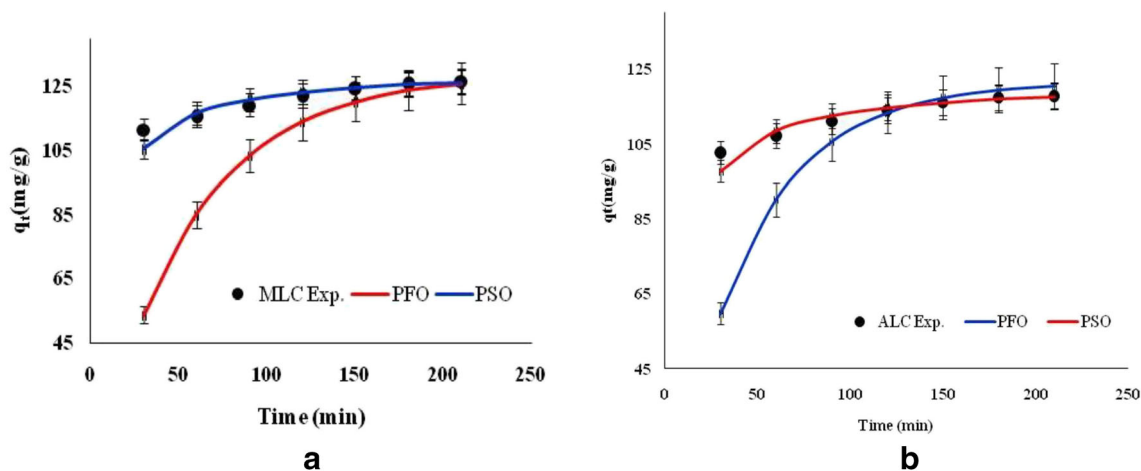 125
105
85
65
45
qt(mg/g)
MLC Exp. PFO PSO
0 50 100 150 200 250
Time (min)
a
125
105
85
65
45
qt(mg/g)
ALC Exp. PFO PSO
0 50 100 150 200 250
Time (min)
b